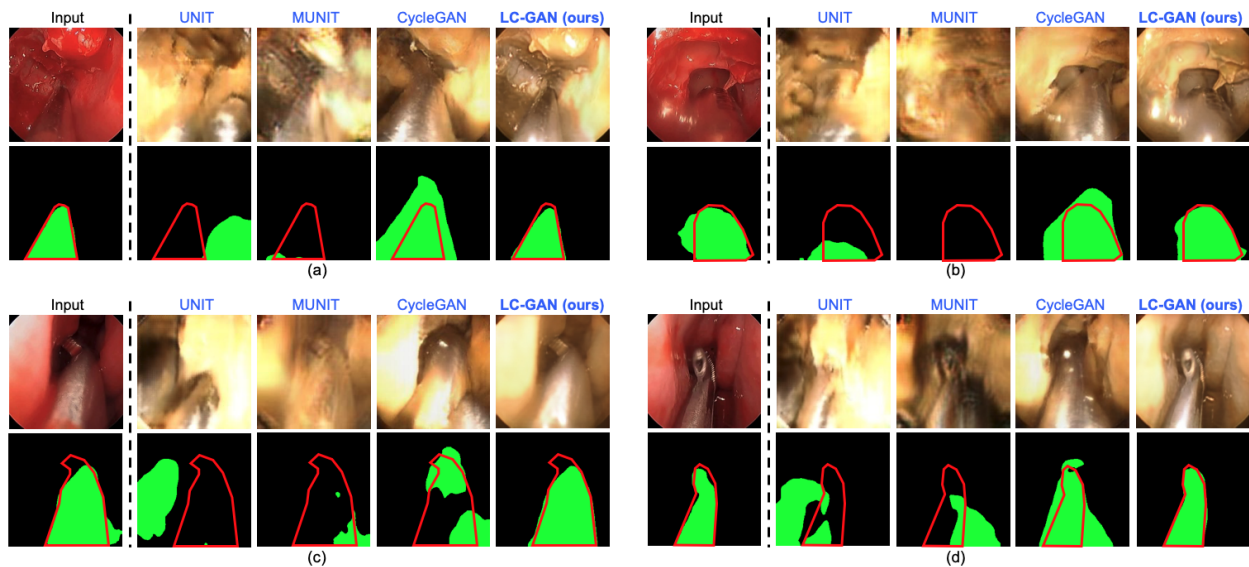 Input UNIT MUNIT CycleGAN LC-GAN (ours)
Input UNIT MUNIT CycleGAN LC-GAN (ours)
(a)
(b)
Input UNIT MUNIT CycleGAN LC-GAN (ours)
Input UNIT MUNIT CycleGAN LC-GAN (ours)
(c)
(d)